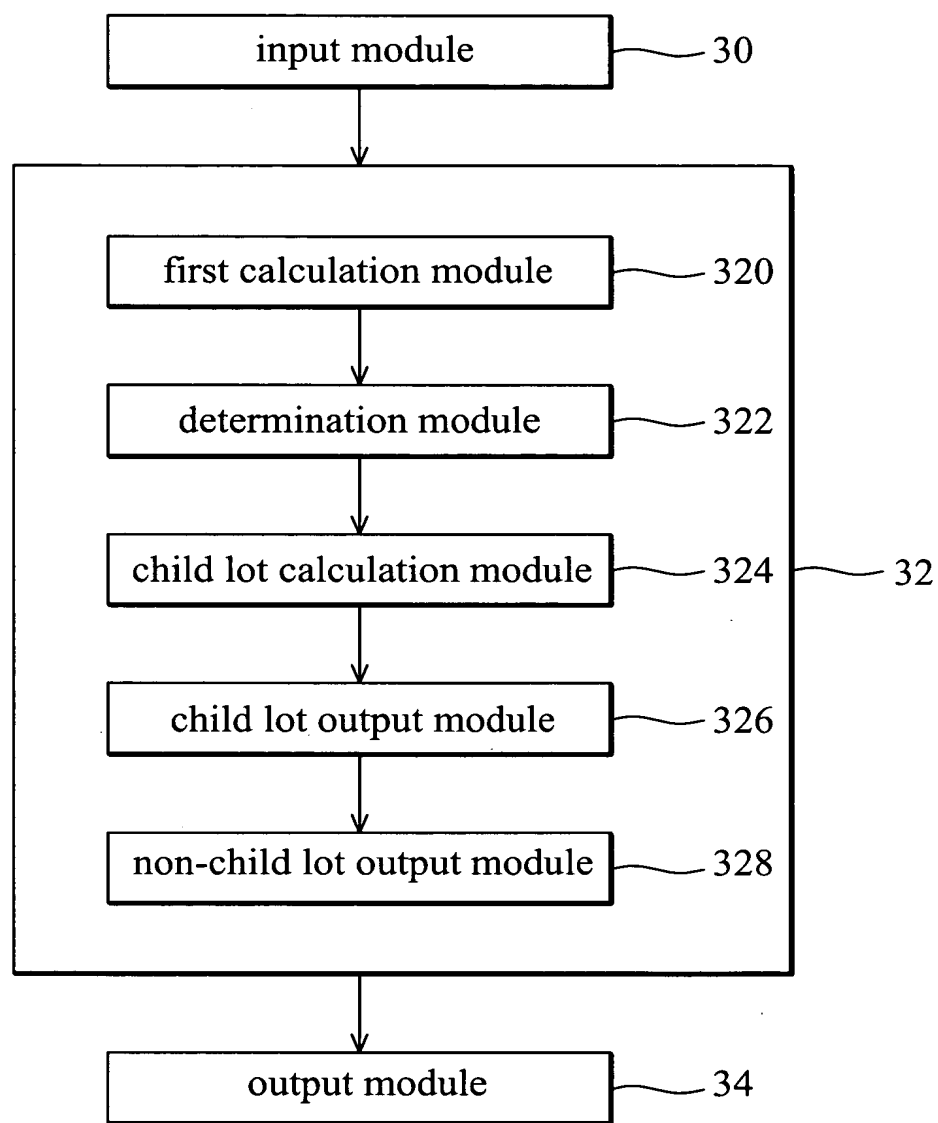 input module 30
first calculation module 320
determination module 322
child lot calculation module 324
32
child lot output module 326
non-child lot output module 328
output module 34